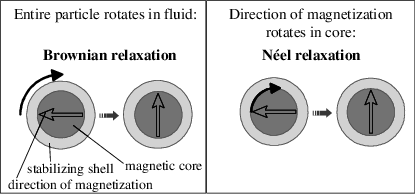 Entire particle rotates in fluid:
Brownian relaxation
stabilizing shell
magnetic core
direction of magnetization
Direction of magnetization
rotates in core:
Néel relaxation